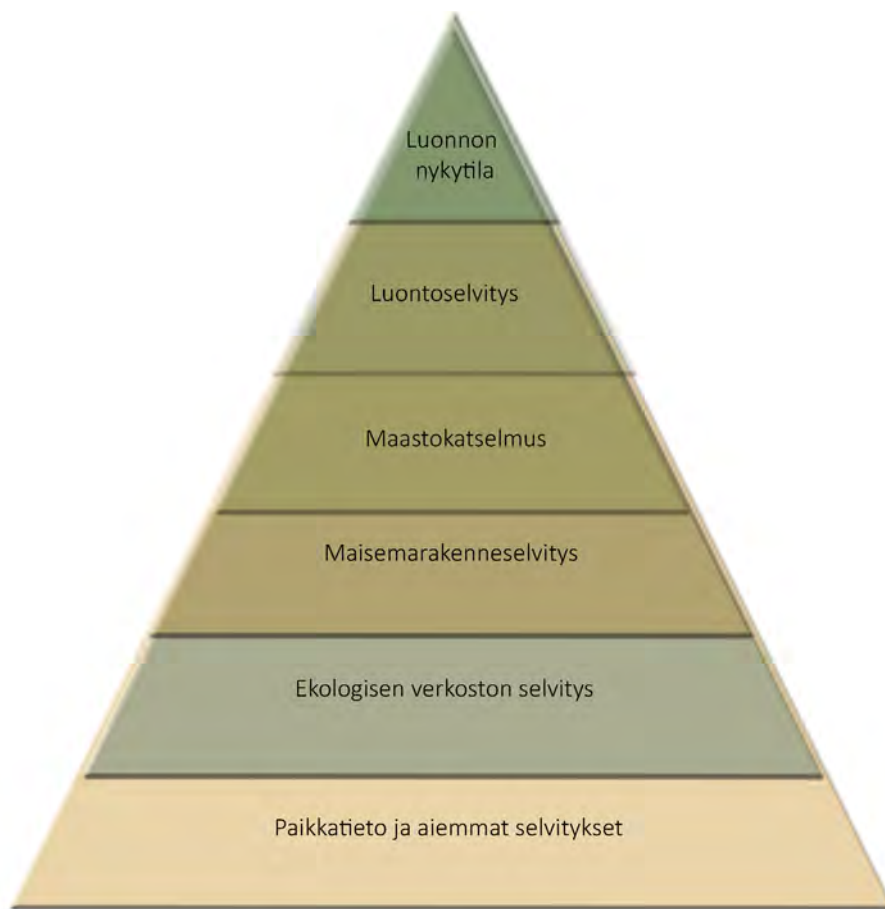 Luonnon
nykytila
Luontoselvitys
Maastokatselmus
Maisemarakenneselvitys
Ekologisen verkoston selvitys
Paikkatieto ja aiemmat selvitykset